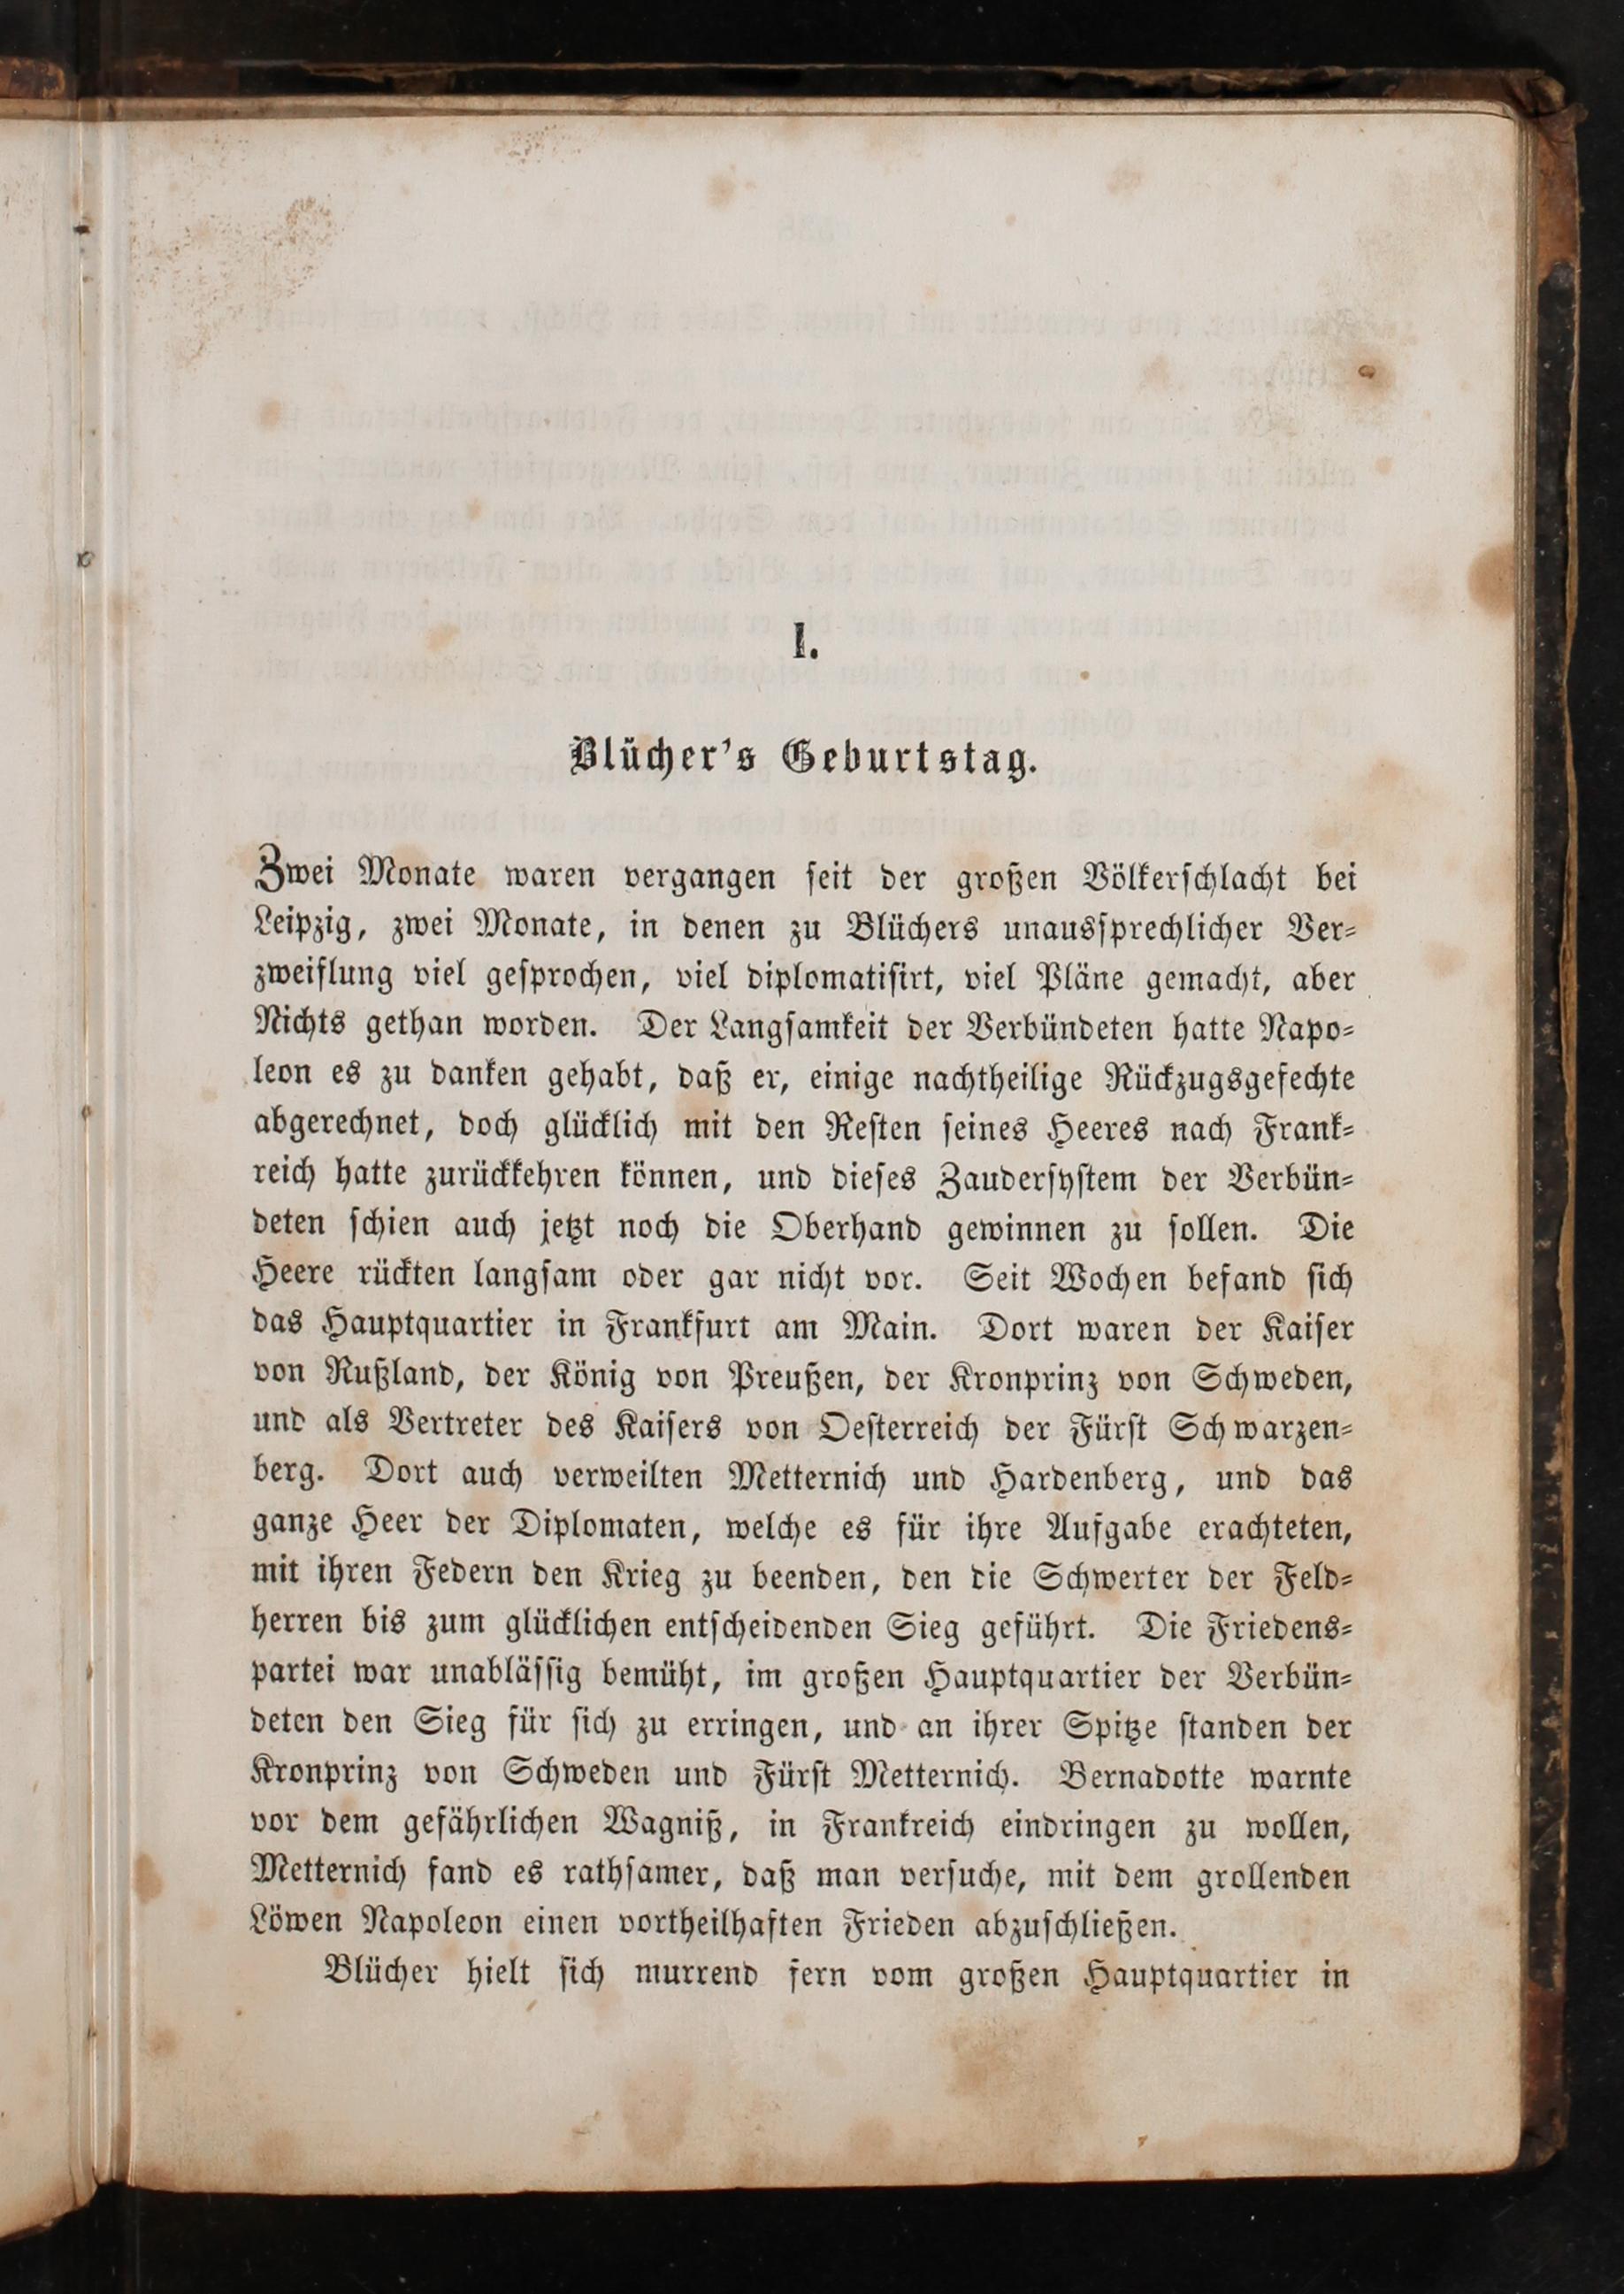 I.
Blücher's Geburtstag.
Zwei Monate waren vergangen seit der großen Völkerschlacht bei
Leipzig, zwei Monate, in denen zu Blüchers unaussprechlicher Ver-
zweiflung viel gesprochen, viel diplomatisirt, viel Pläne gemacht, aber
Nichts gethan worden. Der Langsamkeit der Verbündeten hatte Napo-
leon es zu danken gehabt, daß er, einige nachtheilige Rückzugsgefechte
abgerechnet, doch glücklich mit den Resten seines Heeres nach Frank-
reich hatte zurückkehren können, und dieses Zaudersystem der Verbün-
deten schien auch jetzt noch die Oberhand gewinnen zu sollen. Die
Heere rückten langsam oder gar nicht vor. Seit Wochen befand sich
das Hauptquartier in Frankfurt am Main. Dort waren der Kaiser
von Rußland, der König von Preußen, der Kronprinz von Schweden,
und als Vertreter des Kaisers von Oesterreich der Fürst Schwarzen-
berg. Dort auch verweilten Metternich und Hardenberg, und das
ganze Heer der Diplomaten, welche es für ihre Aufgabe erachteten,
mit ihren Federn den Krieg zu beenden, den die Schwerter der Feld-
herren bis zum glücklichen entscheidenden Sieg geführt. Die Friedens-
partei war unablässig bemüht, im großen Hauptquartier der Verbün-
deten den Sieg für sich zu erringen, und an ihrer Spitze standen der
Kronprinz von Schweden und Fürst Metternich. Bernadotte warnte
vor dem gefährlichen Wagniß, in Frankreich eindringen zu wollen,
Metternich fand es rathsamer, daß man versuche, mit dem grollenden
Löwen Napoleon einen vortheilhaften Frieden abzuschließen.
Blücher hielt sich murrend fern vom großen Hauptquartier in